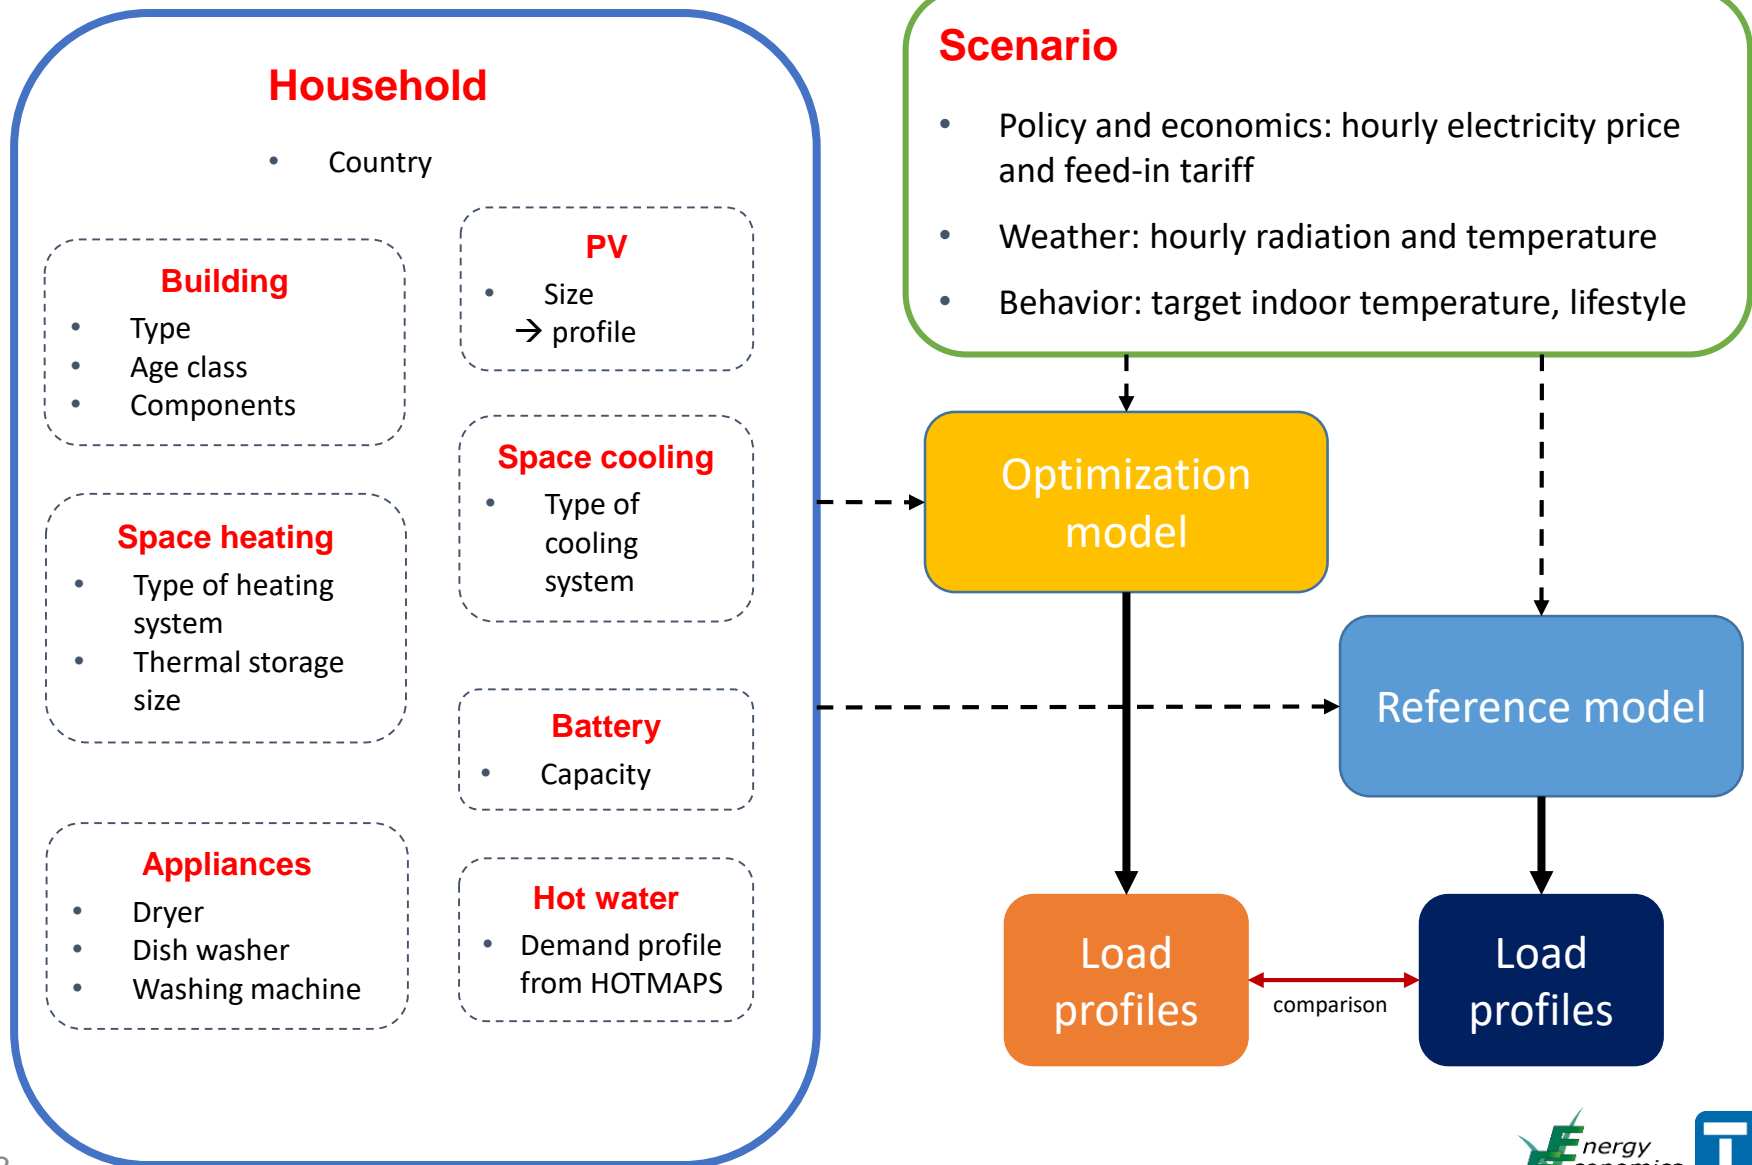 Household
Country
Building
Type
Age class
Components
PV
Size
→ profile
Space heating
Type of heating
system
Thermal storage
size
Space cooling
Type of
cooling
system
Battery
Capacity
Appliances
Dryer
Dish washer
Washing machine
Hot water
Demand profile
from HOTMAPS
Scenario
Policy and economics: hourly electricity price
and feed-in tariff
Weather: hourly radiation and temperature
Behavior: target indoor temperature, lifestyle
Optimization
model
Reference model
Load
profiles
comparison
Load
profiles
Energy